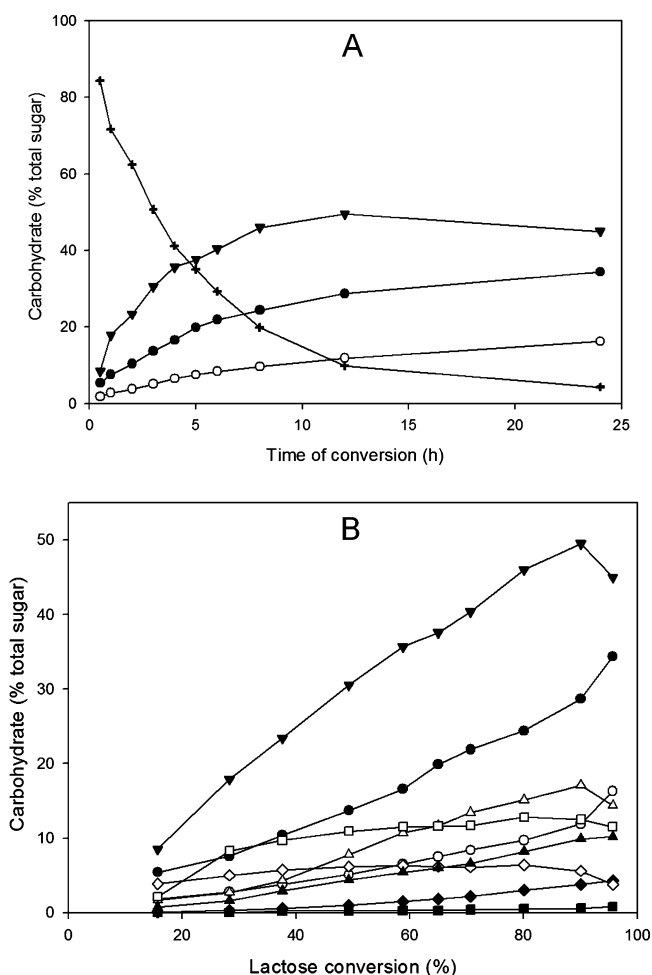 A
Carbohydrate (% total sugar)
100
80
60
40
20
0
0 5 10 15 20 25
Time of conversion (h)
B
Carbohydrate (% total sugar)
50
40
30
20
10
0
0 20 40 60 80 100
Lactose conversion (%)